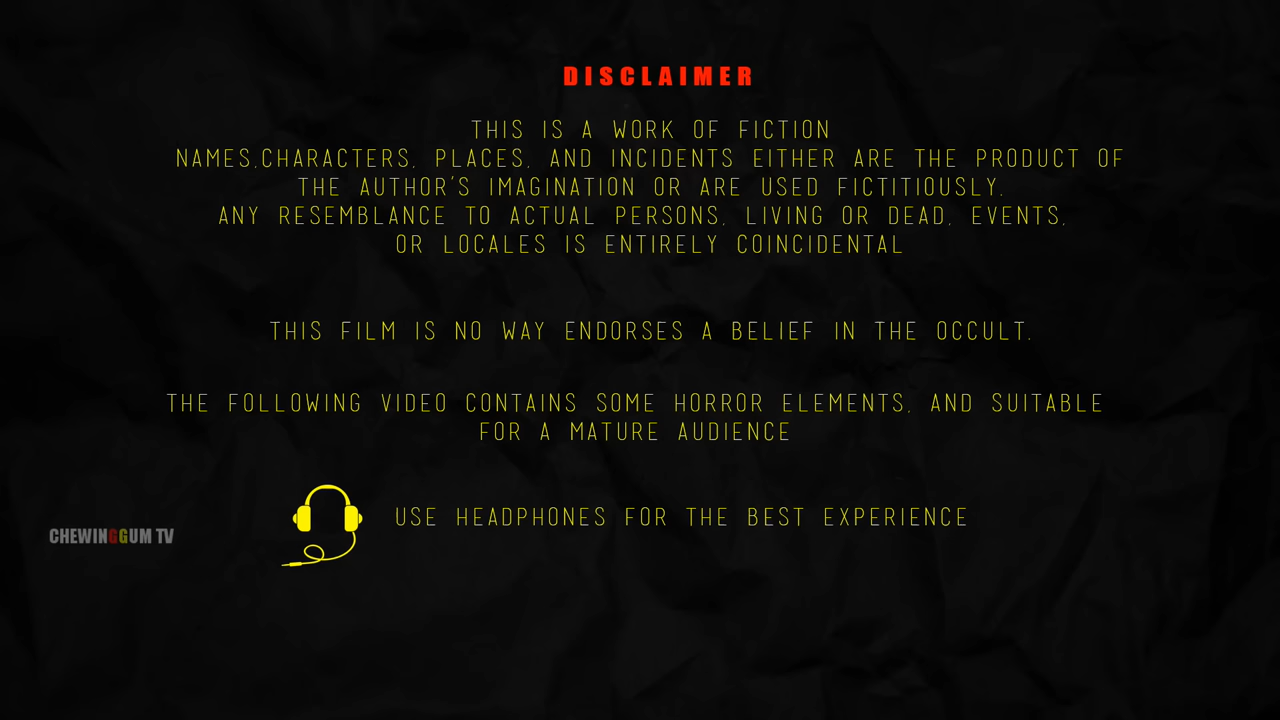 DISCLAIMER
THIS IS A WORK OF FICTION
NAMES,CHARACTERS, PLACES, AND INCIDENTS EITHER ARE THE PRODUCT OF
THE AUTHOR'S IMAGINATION OR ARE USED FICTITIOUSLY.
ANY RESEMBLANCE TO ACTUAL PERSONS, LIVING OR DEAD, EVENTS,
OR LOCALES IS ENTIRELY COINCIDENTAL
THIS FILM IS NO WAY ENDORSES A BELIEF IN THE OCCULT.
THE FOLLOWING VIDEO CONTAINS SOME HORROR ELEMENTS, AND SUITABLE
FOR A MATURE AUDIENCE
USE HEADPHONES FOR THE BEST EXPERIENCE
CHEWINGGUM TV